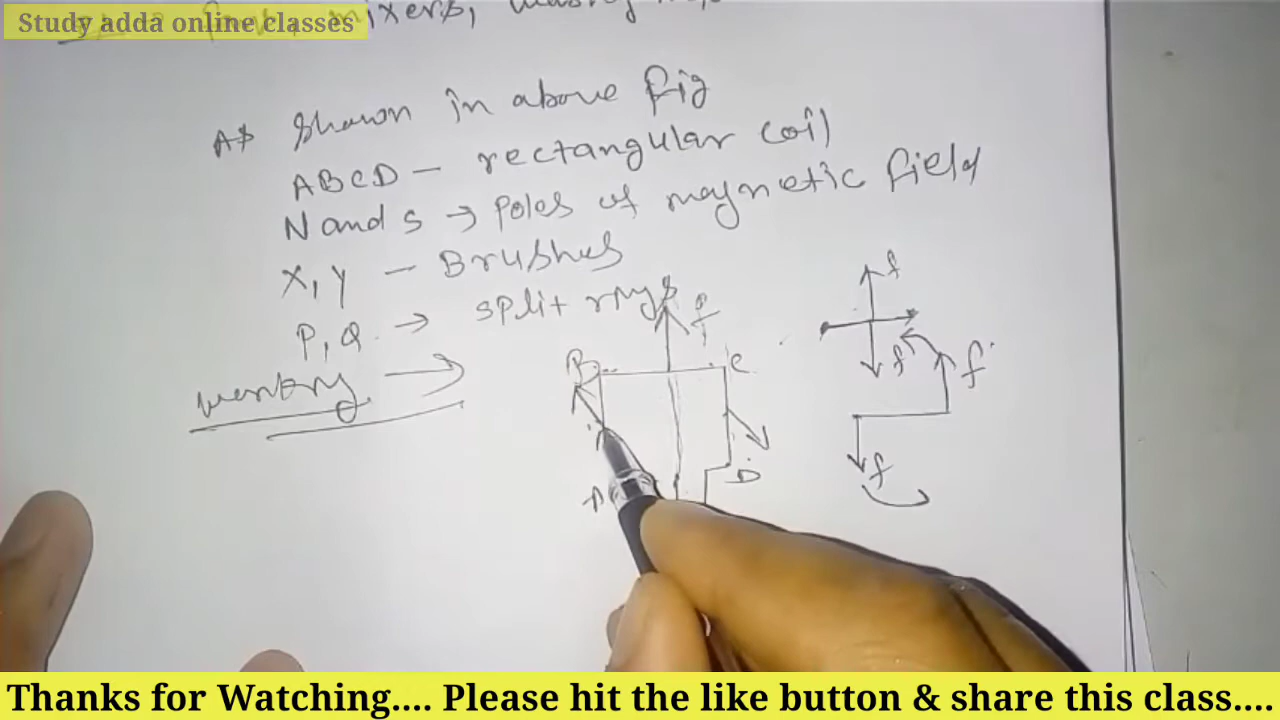 Study adda online classes
mixers,
As Shown in above fig
ABCD - rectangular coil
N and S → Poles of magnetic field
X, Y - Brushes
P, Q → split rings
working →
f
f
B C
f f
D
A
f
Thanks for Watching.... Please hit the like button & share this class....